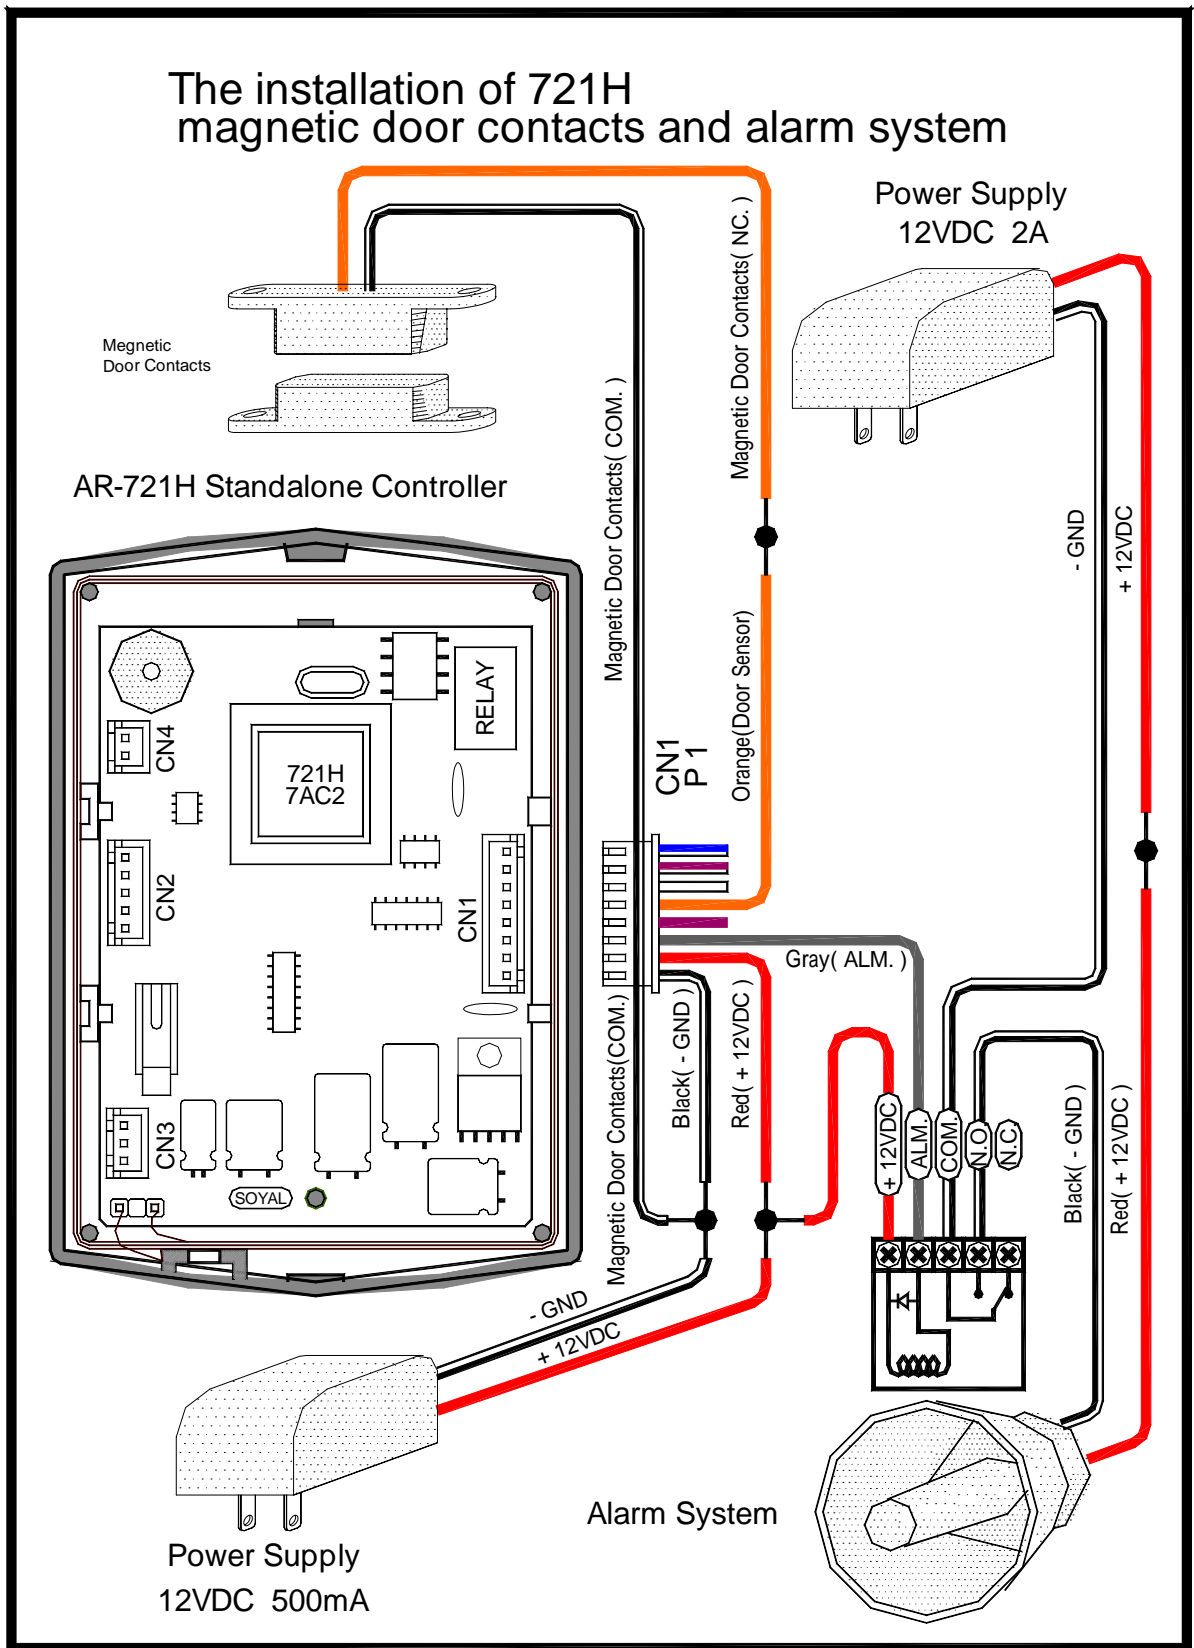 The installation of 721H
magnetic door contacts and alarm system
Power Supply
12VDC 2A
Megnetic
Door Contacts
Magnetic Door Contacts( COM. )
Magnetic Door Contacts( NC. )
- GND
+ 12VDC
AR-721H Standalone Controller
Orange(Door Sensor)
RELAY
CN4
721H
7AC2
CN1
P 1
CN2
CN1
Gray( ALM. )
Magnetic Door Contacts(COM.)
Black( - GND )
Red( + 12VDC )
CN3
SOYAL
+ 12VDC
ALM.
COM.
N.O.
N.C.
Black( - GND )
Red( + 12VDC )
- GND
+ 12VDC
Alarm System
Power Supply
12VDC 500mA